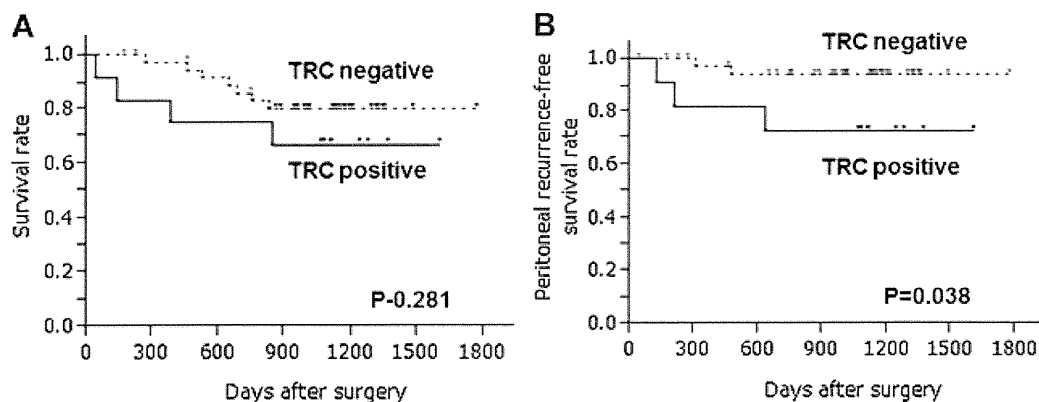 A
Survival rate
1.0
0.8
0.6
0.4
0.2
0.0
TRC negative
TRC positive
P-0.281
0 300 600 900 1200 1500 1800
Days after surgery
B
Peritoneal recurrence-free
survival rate
1.0
0.8
0.6
0.4
0.2
0.0
TRC negative
TRC positive
P=0.038
0 300 600 900 1200 1500 1800
Days after surgery